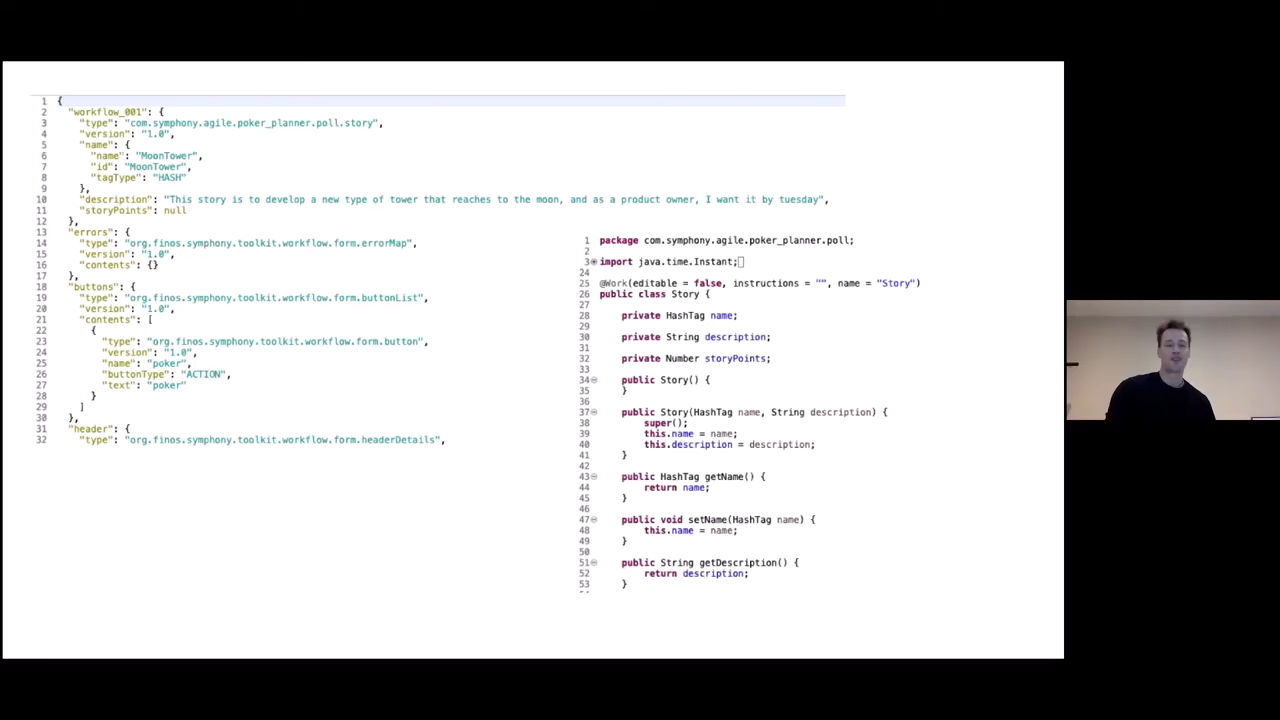 1 {
2 "workflow_001": {
3 "type": "com.symphony.agile.poker_planner.poll.story",
4 "version": "1.0",
5 "name": {
6 "name": "MoonTower",
7 "id": "MoonTower",
8 "tagType": "HASH"
9 },
10 "description": "This story is to develop a new type of tower that reaches to the moon, and as a product owner, I want it by tuesday",
11 "storyPoints": null
12 },
13 "errors": {
14 "type": "org.finos.symphony.toolkit.workflow.form.errorMap",
15 "version": "1.0",
16 "contents": {}
17 },
18 "buttons": {
19 "type": "org.finos.symphony.toolkit.workflow.form.buttonList",
20 "version": "1.0",
21 "contents": [
22 {
23 "type": "org.finos.symphony.toolkit.workflow.form.button",
24 "version": "1.0",
25 "name": "poker",
26 "buttonType": "ACTION",
27 "text": "poker"
28 }
29 ]
30 },
31 "header": {
32 "type": "org.finos.symphony.toolkit.workflow.form.headerDetails",
1 package com.symphony.agile.poker_planner.poll;
2
3 import java.time.Instant;
24
25 @Work(editable = false, instructions = "", name = "Story")
26 public class Story {
27
28 private HashTag name;
29
30 private String description;
31
32 private Number storyPoints;
33
34 public Story() {
35 }
36
37 public Story(HashTag name, String description) {
38 super();
39 this.name = name;
40 this.description = description;
41 }
42
43 public HashTag getName() {
44 return name;
45 }
46
47 public void setName(HashTag name) {
48 this.name = name;
49 }
50
51 public String getDescription() {
52 return description;
53 }